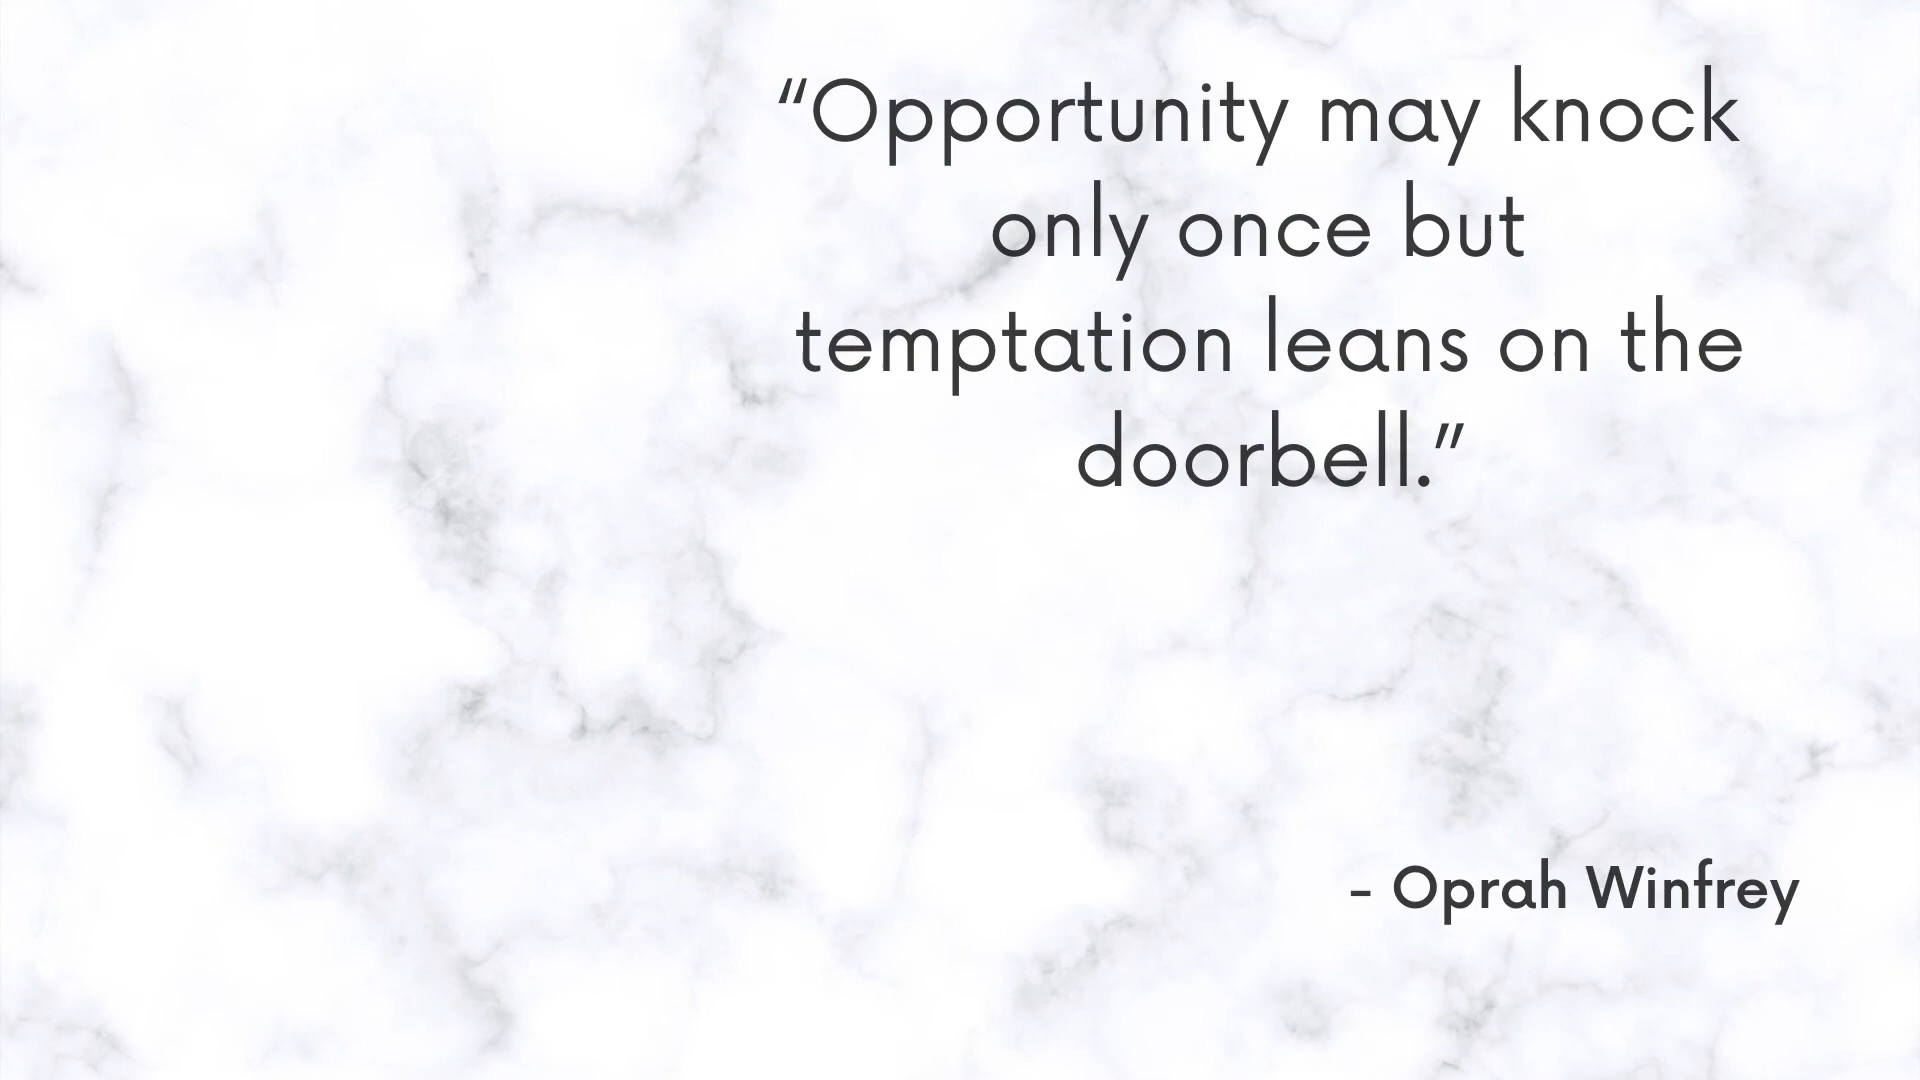 “Opportunity may knock
only once but
temptation leans on the
doorbell.”
- Oprah Winfrey